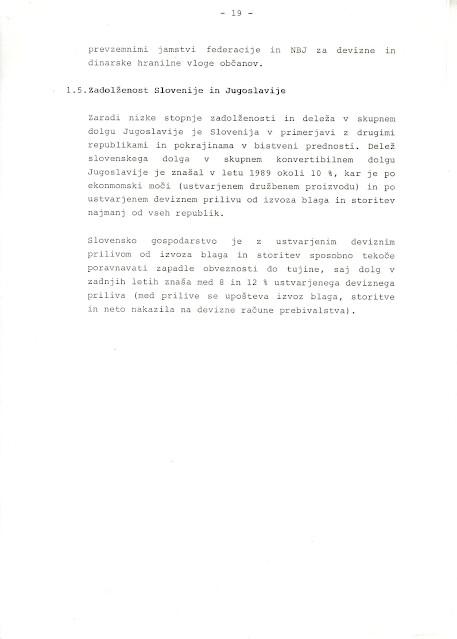 - 19 -
prevzemnimi jamstvi federacije in NBJ za devizne in
dinarske hranilne vloge občanov.
1.5.Zadolženost Slovenije in Jugoslavije
Zaradi nizke stopnje zadolženosti in deleža v skupnem
dolgu Jugoslavije je Slovenija v primerjavi z drugimi
republikami in pokrajinama v bistveni prednosti. Delež
slovenskega dolga v skupnem konvertibilnem dolgu
Jugoslavije je znašal v letu 1989 okoli 10 %, kar je po
ekonmomski moči (ustvarjenem družbenem proizvodu) in po
ustvarjenem deviznem prilivu od izvoza blaga in storitev
najmanj od vseh republik.
Slovensko gospodarstvo je z ustvarjenim deviznim
prilivom od izvoza blaga in storitev sposobno tekoče
poravnavati zapadle obveznosti do tujine, saj dolg v
zadnjih letih znaša med 8 in 12 % ustvarjenega deviznega
priliva (med prilive se upošteva izvoz blaga, storitve
in neto nakazila na devizne račune prebivalstva).